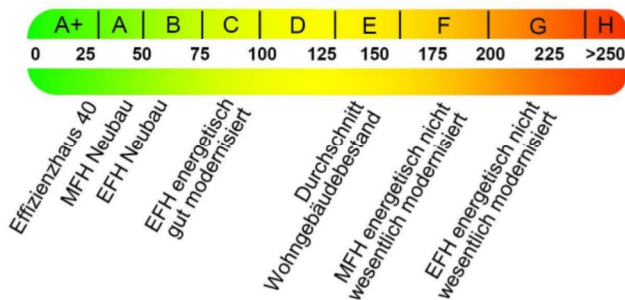 A+ A B C D E F G H
0 25 50 75 100 125 150 175 200 225 >250
Effizienzhaus 40
MFH Neubau
EFH Neubau
EFH energetisch
gut modernisiert
Durchschnitt
Wohngebäudebestand
MFH energetisch nicht
wesentlich modernisiert
EFH energetisch nicht
wesentlich modernisiert